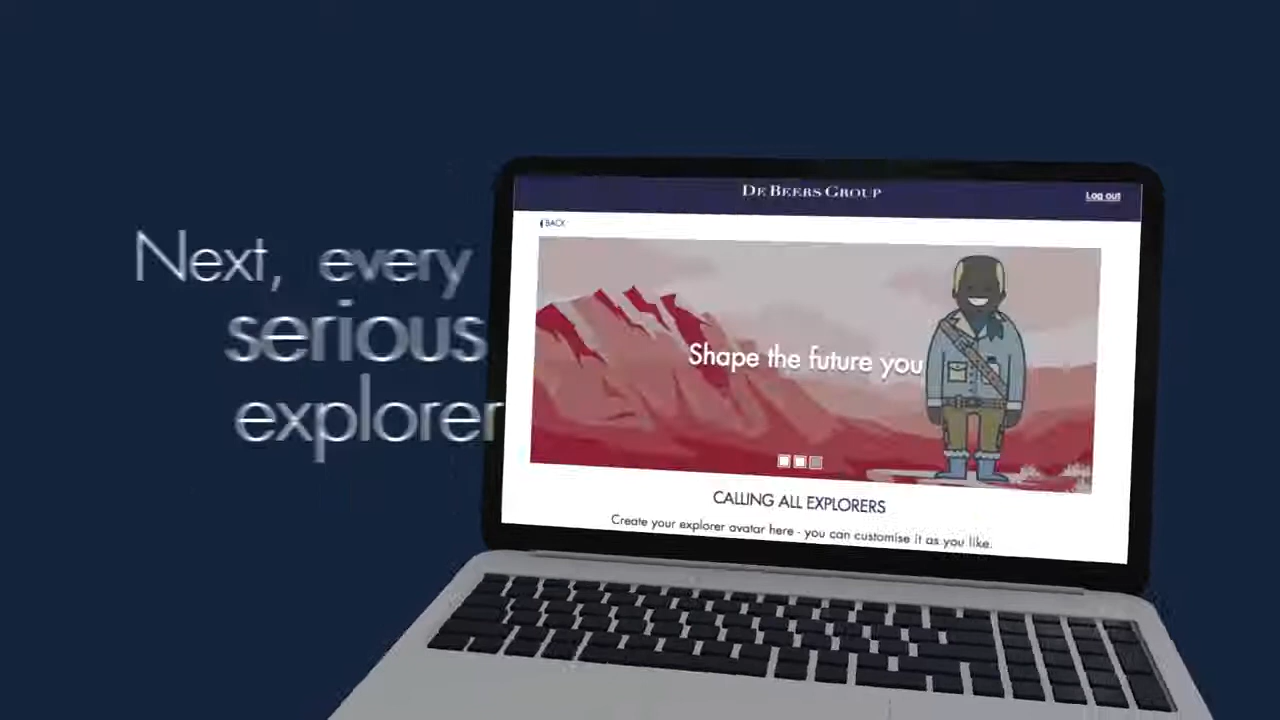 Next, every
serious
explorer
DE BEERS GROUP
Log out
BACK
Shape the future you
CALLING ALL EXPLORERS
Create your explorer avatar here - you can customise it as you like.